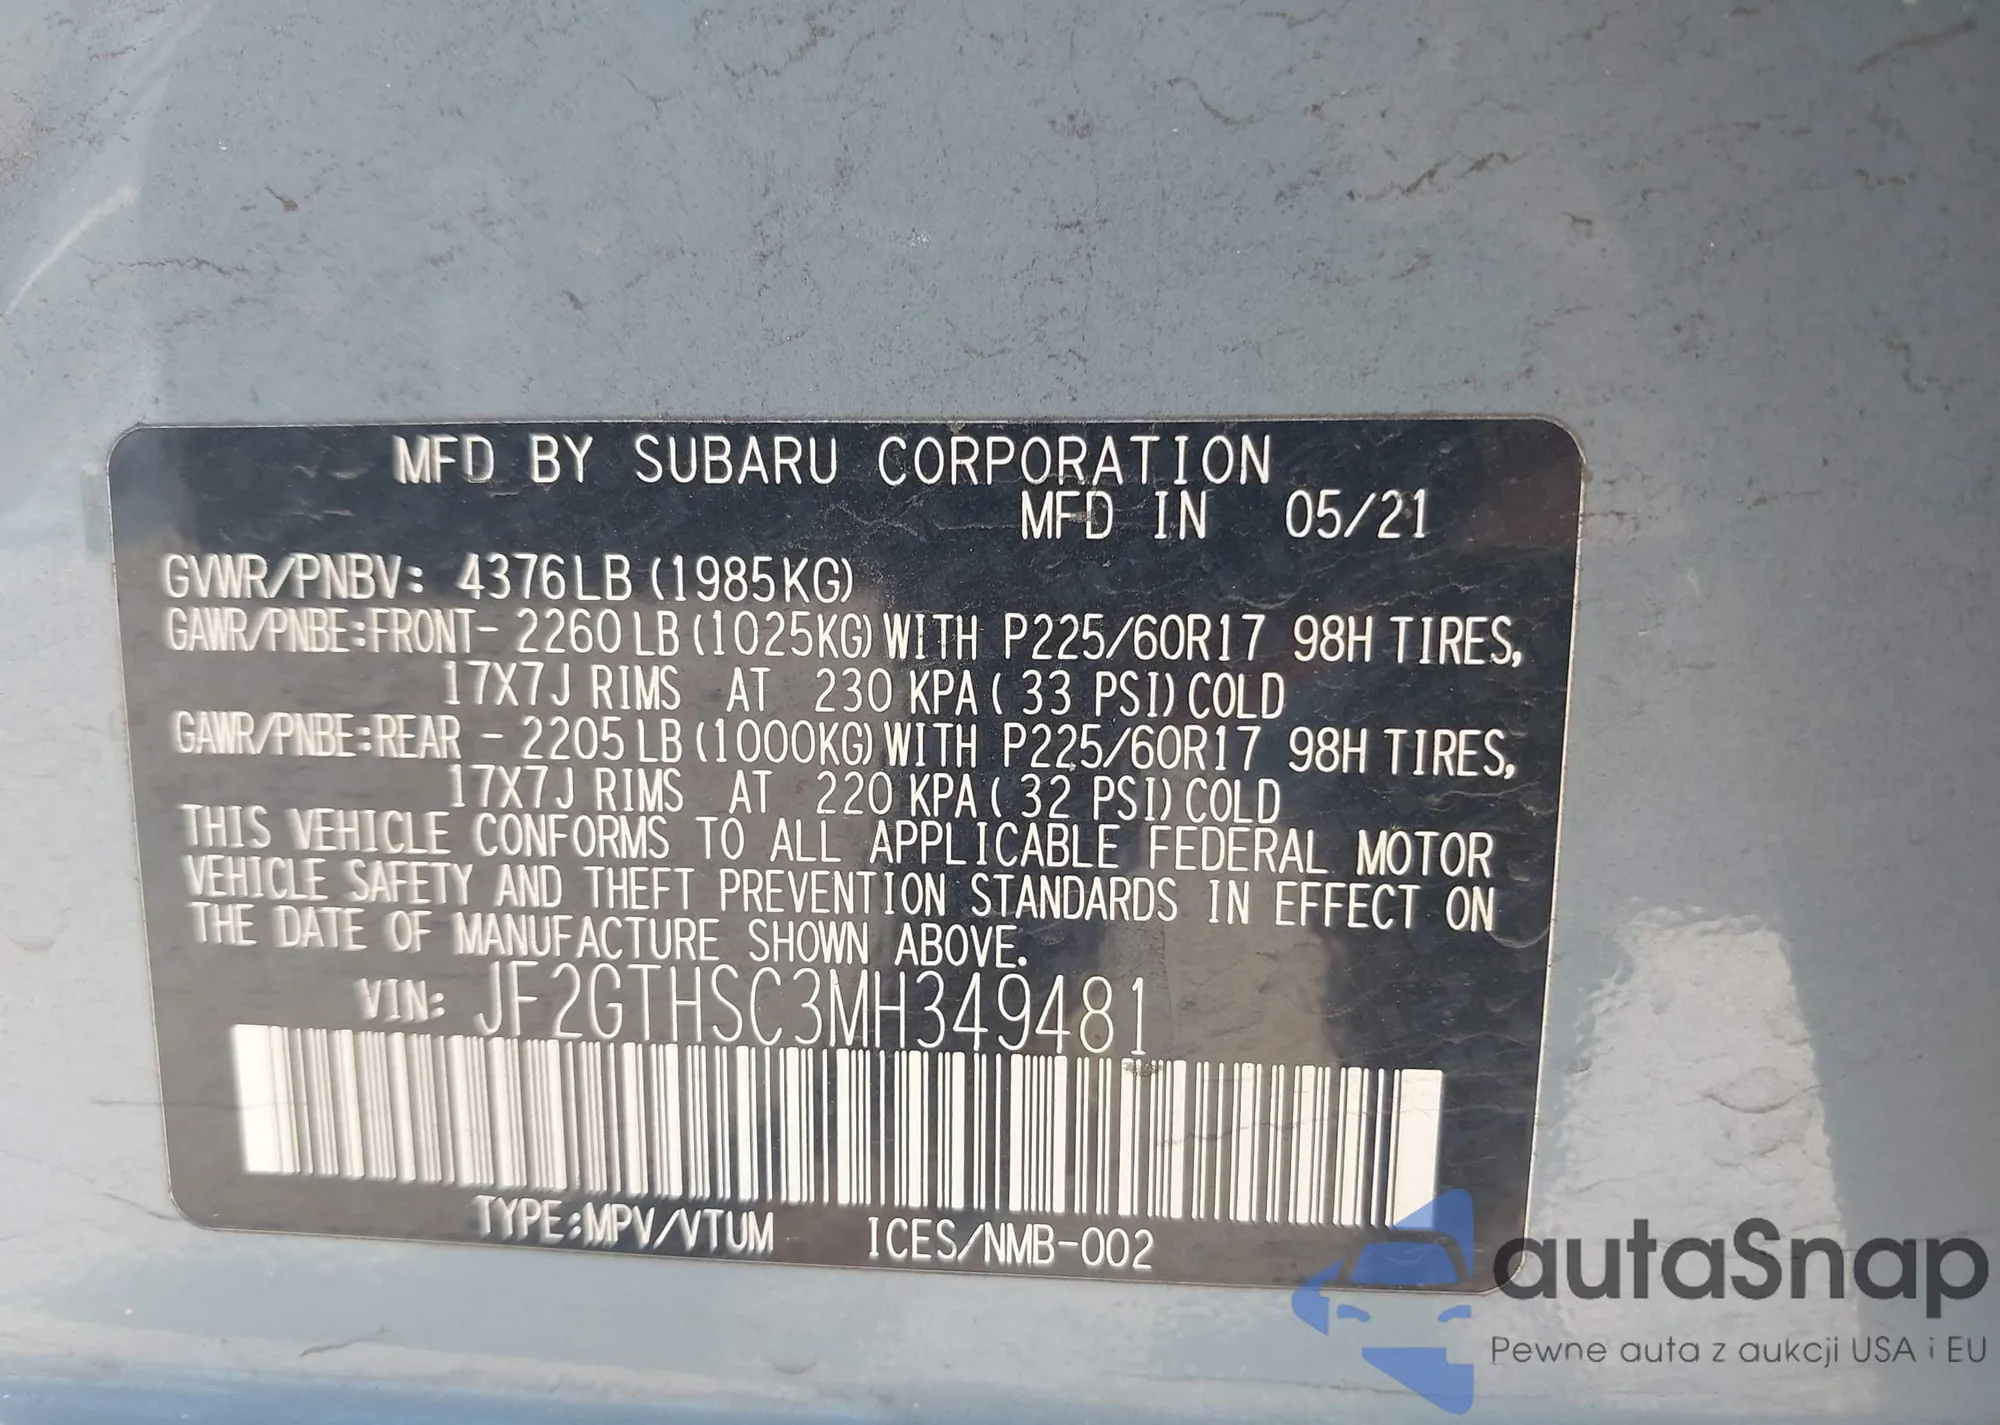 MFD BY SUBARU CORPORATION
MFD IN 05/21
GVWR/PNBV: 4376LB (1985KG)
GAWR/PNBE:FRONT- 2260LB (1025KG) WITH P225/60R17 98H TIRES,
17X7J RIMS AT 230 KPA ( 33 PSI) COLD
GAWR/PNBE:REAR - 2205LB (1000KG) WITH P225/60R17 98H TIRES,
17X7J RIMS AT 220 KPA ( 32 PSI) COLD
THIS VEHICLE CONFORMS TO ALL APPLICABLE FEDERAL MOTOR
VEHICLE SAFETY AND THEFT PREVENTION STANDARDS IN EFFECT ON
THE DATE OF MANUFACTURE SHOWN ABOVE.
VIN: JF2GTHSC3MH349481
TYPE:MPV/VTUM ICES/NMB-002
autaSnap
Pewne auta z aukcji USA i EU